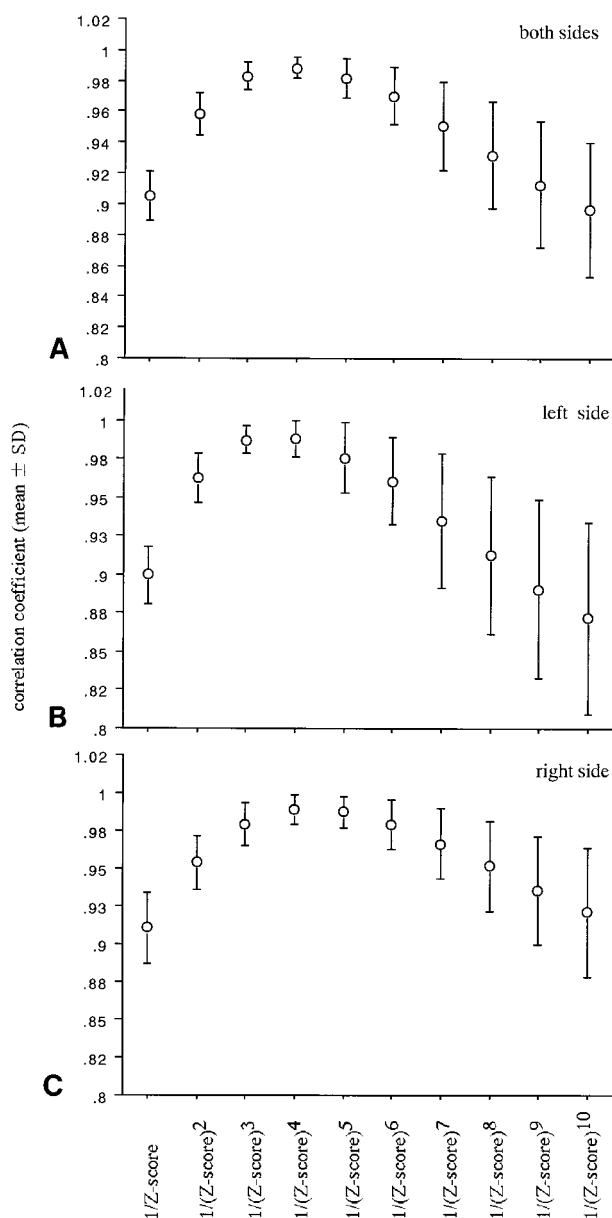 1.02
both sides
1
.98
.96
.94
.92
.9
.88
.86
.84
.82
.8
A
1.02
left side
1
.98
.95
.93
.9
.88
.85
.82
.8
B
correlation coefficient (mean ± SD)
1.02
right side
1
.98
.95
.93
.9
.88
.85
.82
.8
C
1/Z-score
1/(Z-score)2
1/(Z-score)3
1/(Z-score)4
1/(Z-score)5
1/(Z-score)6
1/(Z-score)7
1/(Z-score)8
1/(Z-score)9
1/(Z-score)10